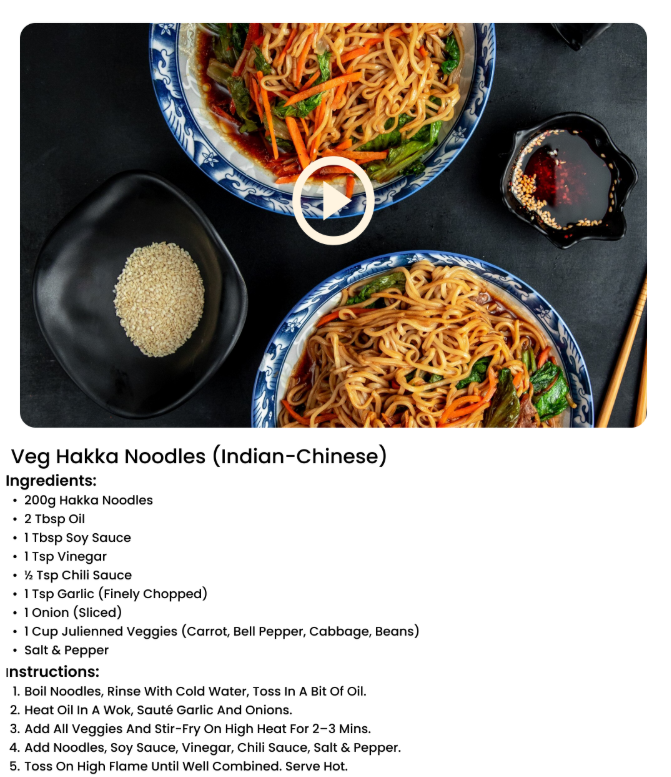 Veg Hakka Noodles (Indian-Chinese)
Ingredients:
• 200g Hakka Noodles
• 2 Tbsp Oil
• 1 Tbsp Soy Sauce
• 1 Tsp Vinegar
• ½ Tsp Chili Sauce
• 1 Tsp Garlic (Finely Chopped)
• 1 Onion (Sliced)
• 1 Cup Julienned Veggies (Carrot, Bell Pepper, Cabbage, Beans)
• Salt & Pepper
Instructions:
1. Boil Noodles, Rinse With Cold Water, Toss In A Bit Of Oil.
2. Heat Oil In A Wok, Sauté Garlic And Onions.
3. Add All Veggies And Stir-Fry On High Heat For 2–3 Mins.
4. Add Noodles, Soy Sauce, Vinegar, Chili Sauce, Salt & Pepper.
5. Toss On High Flame Until Well Combined. Serve Hot.